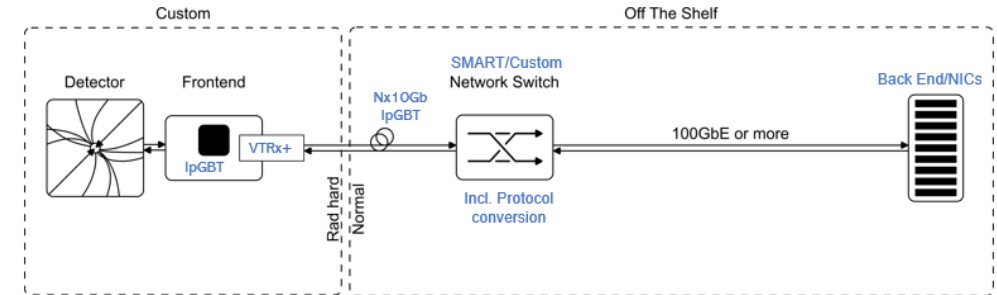 Custom
Off The Shelf
Detector
Frontend
lpGBT
VTRx+
Rad hard
Normal
Nx10Gb
lpGBT
SMART/Custom
Network Switch
Incl. Protocol
conversion
100GbE or more
Back End/NICs